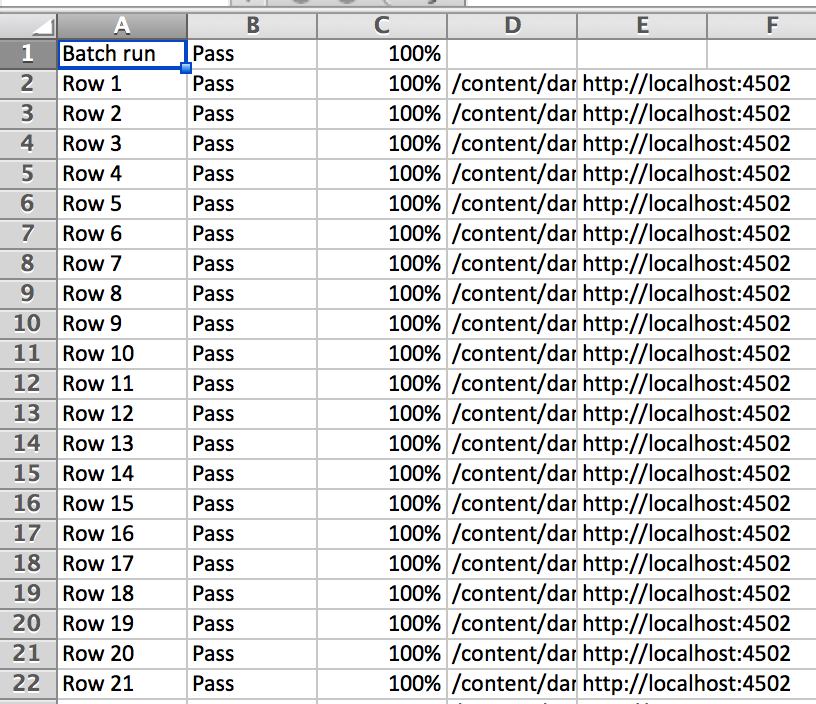 A B C D E F
1 Batch run Pass 100%
2 Row 1 Pass 100% /content/dar http://localhost:4502
3 Row 2 Pass 100% /content/dar http://localhost:4502
4 Row 3 Pass 100% /content/dar http://localhost:4502
5 Row 4 Pass 100% /content/dar http://localhost:4502
6 Row 5 Pass 100% /content/dar http://localhost:4502
7 Row 6 Pass 100% /content/dar http://localhost:4502
8 Row 7 Pass 100% /content/dar http://localhost:4502
9 Row 8 Pass 100% /content/dar http://localhost:4502
10 Row 9 Pass 100% /content/dar http://localhost:4502
11 Row 10 Pass 100% /content/dar http://localhost:4502
12 Row 11 Pass 100% /content/dar http://localhost:4502
13 Row 12 Pass 100% /content/dar http://localhost:4502
14 Row 13 Pass 100% /content/dar http://localhost:4502
15 Row 14 Pass 100% /content/dar http://localhost:4502
16 Row 15 Pass 100% /content/dar http://localhost:4502
17 Row 16 Pass 100% /content/dar http://localhost:4502
18 Row 17 Pass 100% /content/dar http://localhost:4502
19 Row 18 Pass 100% /content/dar http://localhost:4502
20 Row 19 Pass 100% /content/dar http://localhost:4502
21 Row 20 Pass 100% /content/dar http://localhost:4502
22 Row 21 Pass 100% /content/dar http://localhost:4502